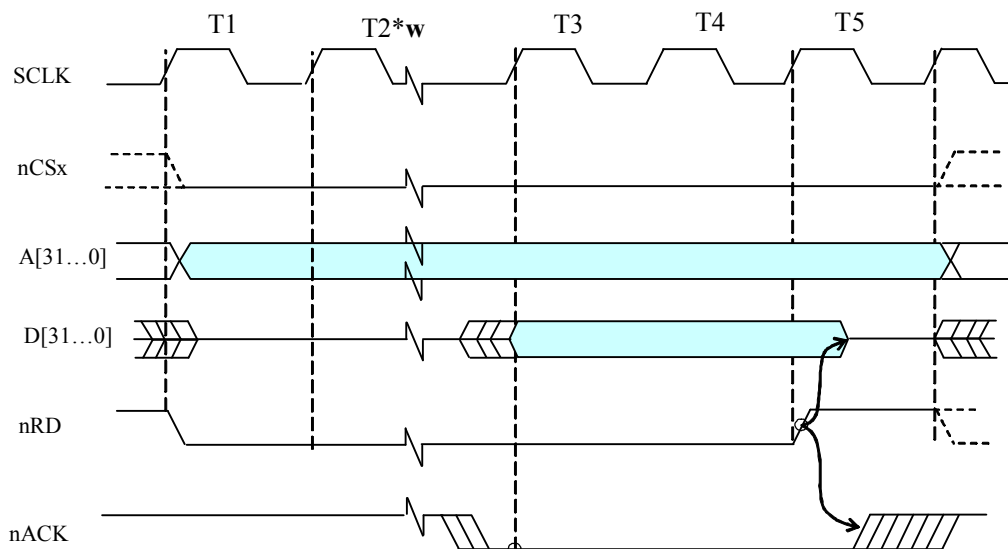 T1 T2*w T3 T4 T5
SCLK
nCSx
A[31...0]
D[31...0]
nRD
nACK